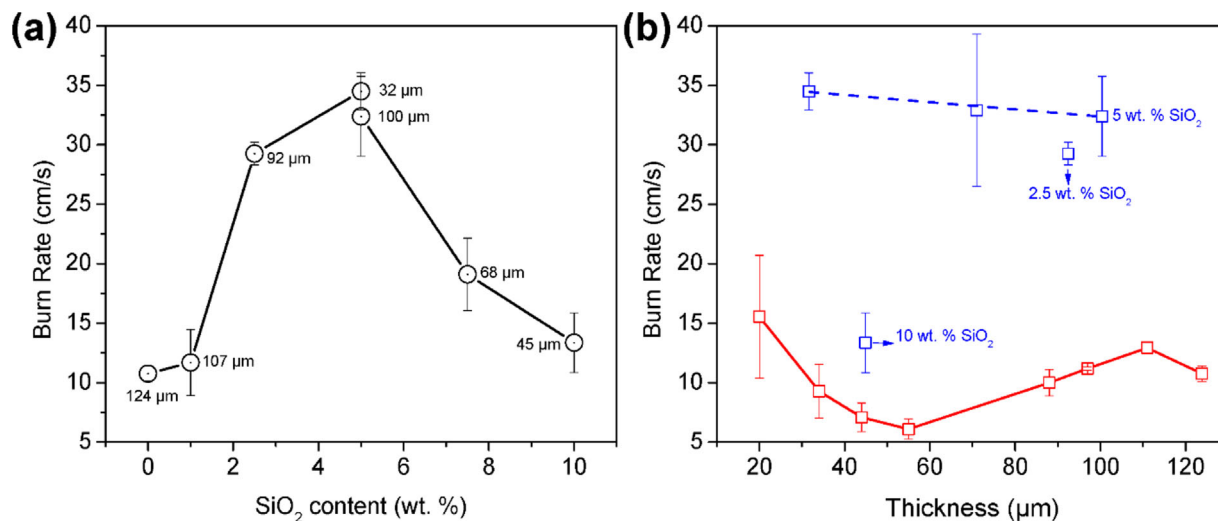 (a)
40
35
30
25
20
15
10
5
Burn Rate (cm/s)
32 µm
100 µm
92 µm
68 µm
45 µm
107 µm
124 µm
0 2 4 6 8 10
SiO₂ content (wt. %)
(b)
40
35
30
25
20
15
10
5
Burn Rate (cm/s)
5 wt. % SiO₂
2.5 wt. % SiO₂
10 wt. % SiO₂
20 40 60 80 100 120
Thickness (µm)